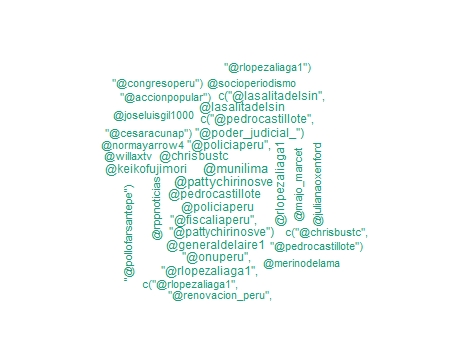 "@rlopezaliaga1")
"@congresoperu") @socioperiodismo
"@accionpopular") c("@lasalitadelsin",
@lasalitadelsin
@joseluisgil1000 c("@pedrocastillote",
"@cesaracunap") "@poder_judicial_")
@normayarrow4 "@policiaperu",
@willaxtv @chrisbustc
@keikofujimori @munilima
@rlopezaliaga1
@majo_marcet
@julianaoxenford
@pattychirinosve
@pedrocastillote
@policiaperu
"@fiscaliaperu",
@rppnoticias
"@pollofarsantepe")
"@pattychirinosve") c("@chrisbustc",
@generaldelaire1 "@pedrocastillote")
"@onuperu",
"@rlopezaliaga1", @merinodelama
c("@rlopezaliaga1",
"@renovacion_peru",